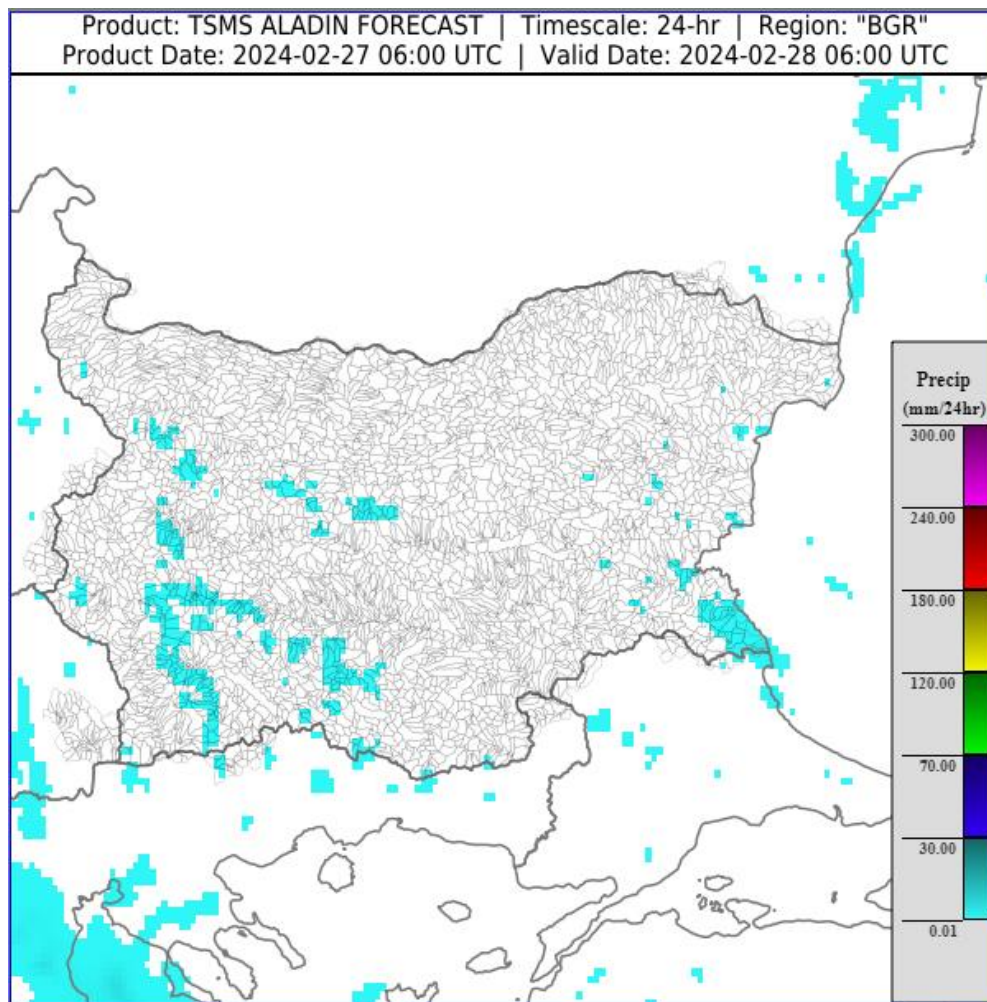 Product: TSMS ALADIN FORECAST | Timescale: 24-hr | Region: "BGR"
Product Date: 2024-02-27 06:00 UTC | Valid Date: 2024-02-28 06:00 UTC
Precip
(mm/24hr)
300.00
240.00
180.00
120.00
70.00
30.00
0.01